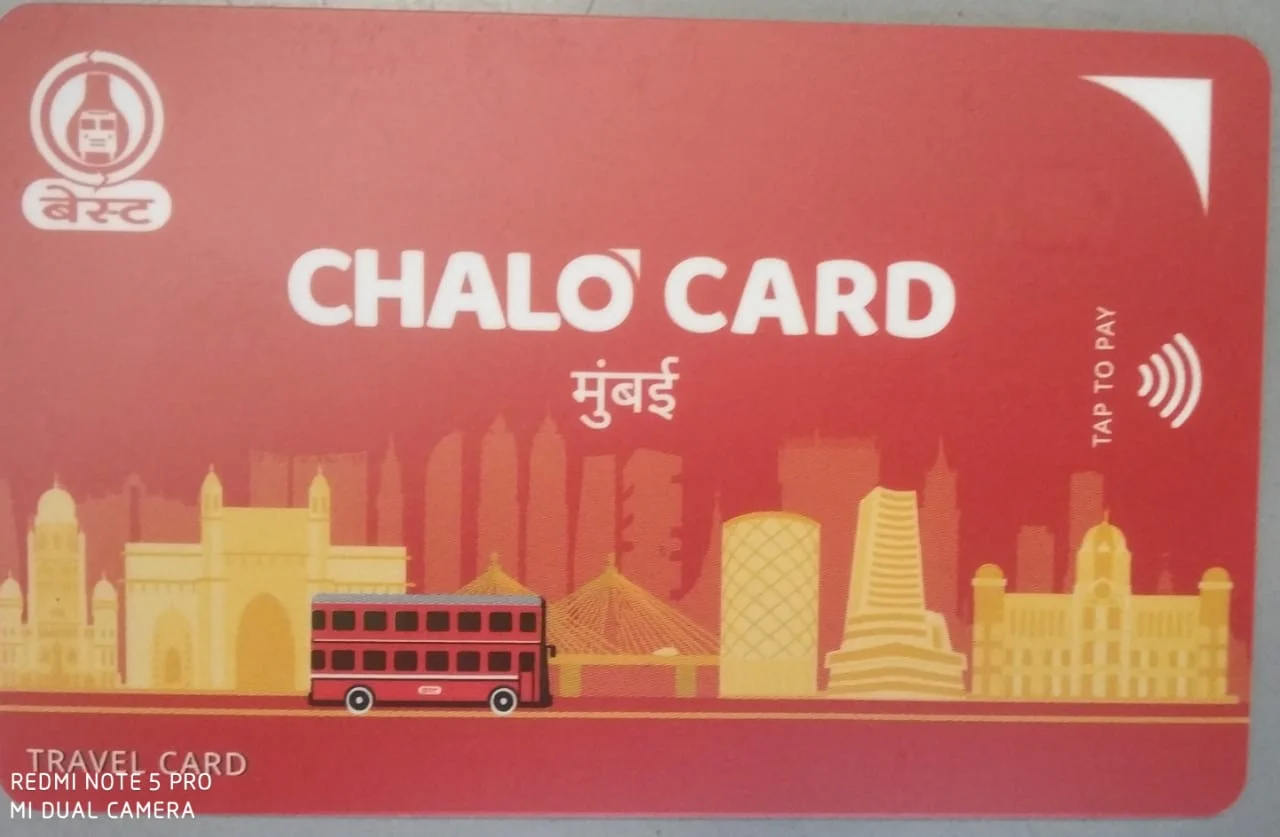 बेस्ट
CHALO CARD
मुंबई
TAP TO PAY
TRAVEL CARD
REDMI NOTE 5 PRO
MI DUAL CAMERA